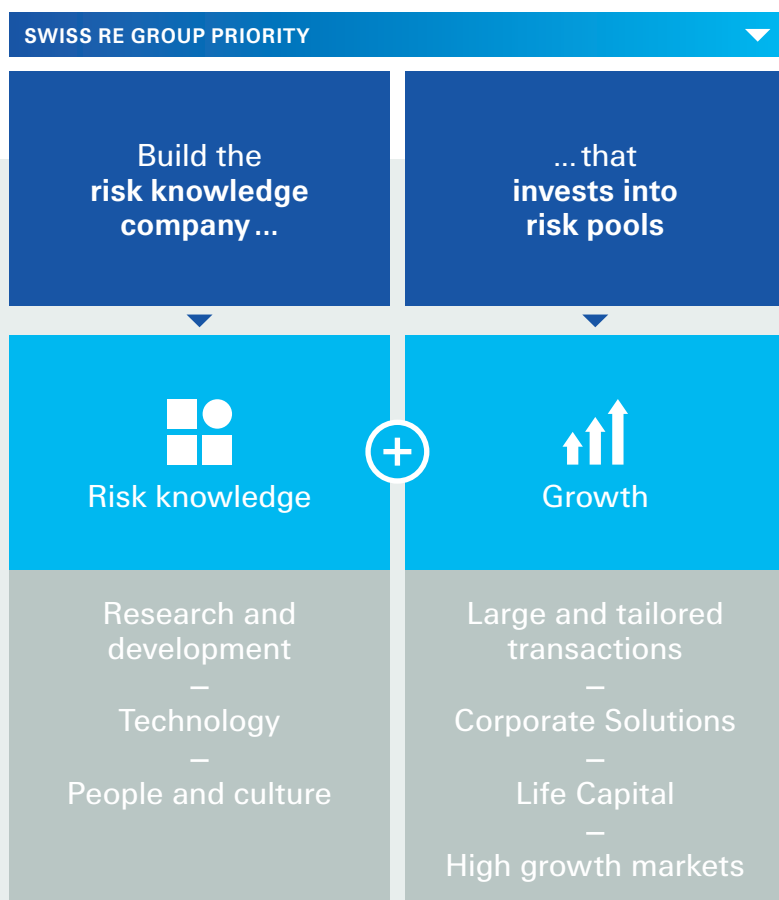 SWISS RE GROUP PRIORITY
Build the
risk knowledge
company...
...that
invests into
risk pools
Risk knowledge
Growth
Research and
development
–
Technology
–
People and culture
Large and tailored
transactions
–
Corporate Solutions
–
Life Capital
–
High growth markets